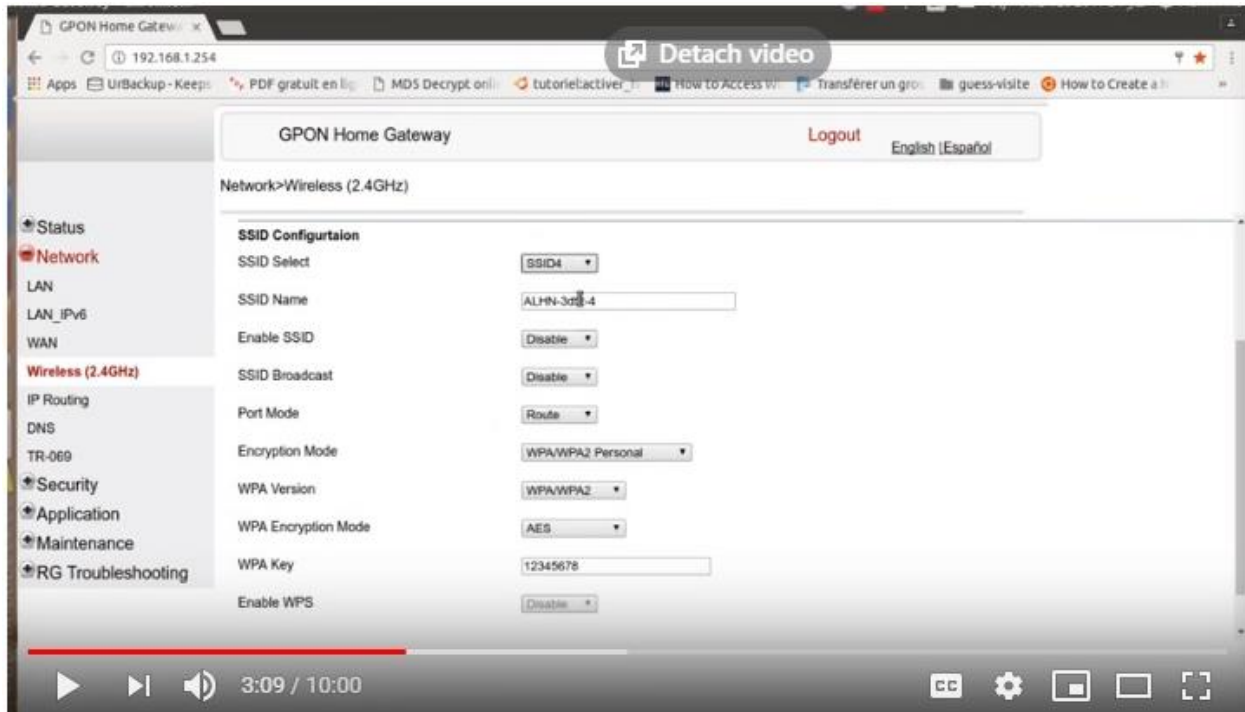 GPON Home Gatew
192.168.1.254
Detach video
Apps UrBackup - Keep PDF gratuit en lig MD5 Decrypt onli tutoriel:activer_ How to Access Wi Transférer un gro guess-visite How to Create a
GPON Home Gateway Logout English | Español
Network>Wireless (2.4GHz)
Status
Network
LAN
LAN_IPv6
WAN
Wireless (2.4GHz)
IP Routing
DNS
TR-069
Security
Application
Maintenance
RG Troubleshooting
SSID Configurtaion
SSID Select SSID4
SSID Name
Enable SSID Disable
SSID Broadcast Disable
Port Mode Route
Encryption Mode WPA/WPA2 Personal
WPA Version WPA/WPA2
WPA Encryption Mode AES
WPA Key 12345678
Enable WPS Disable
3:09 / 10:00 CC